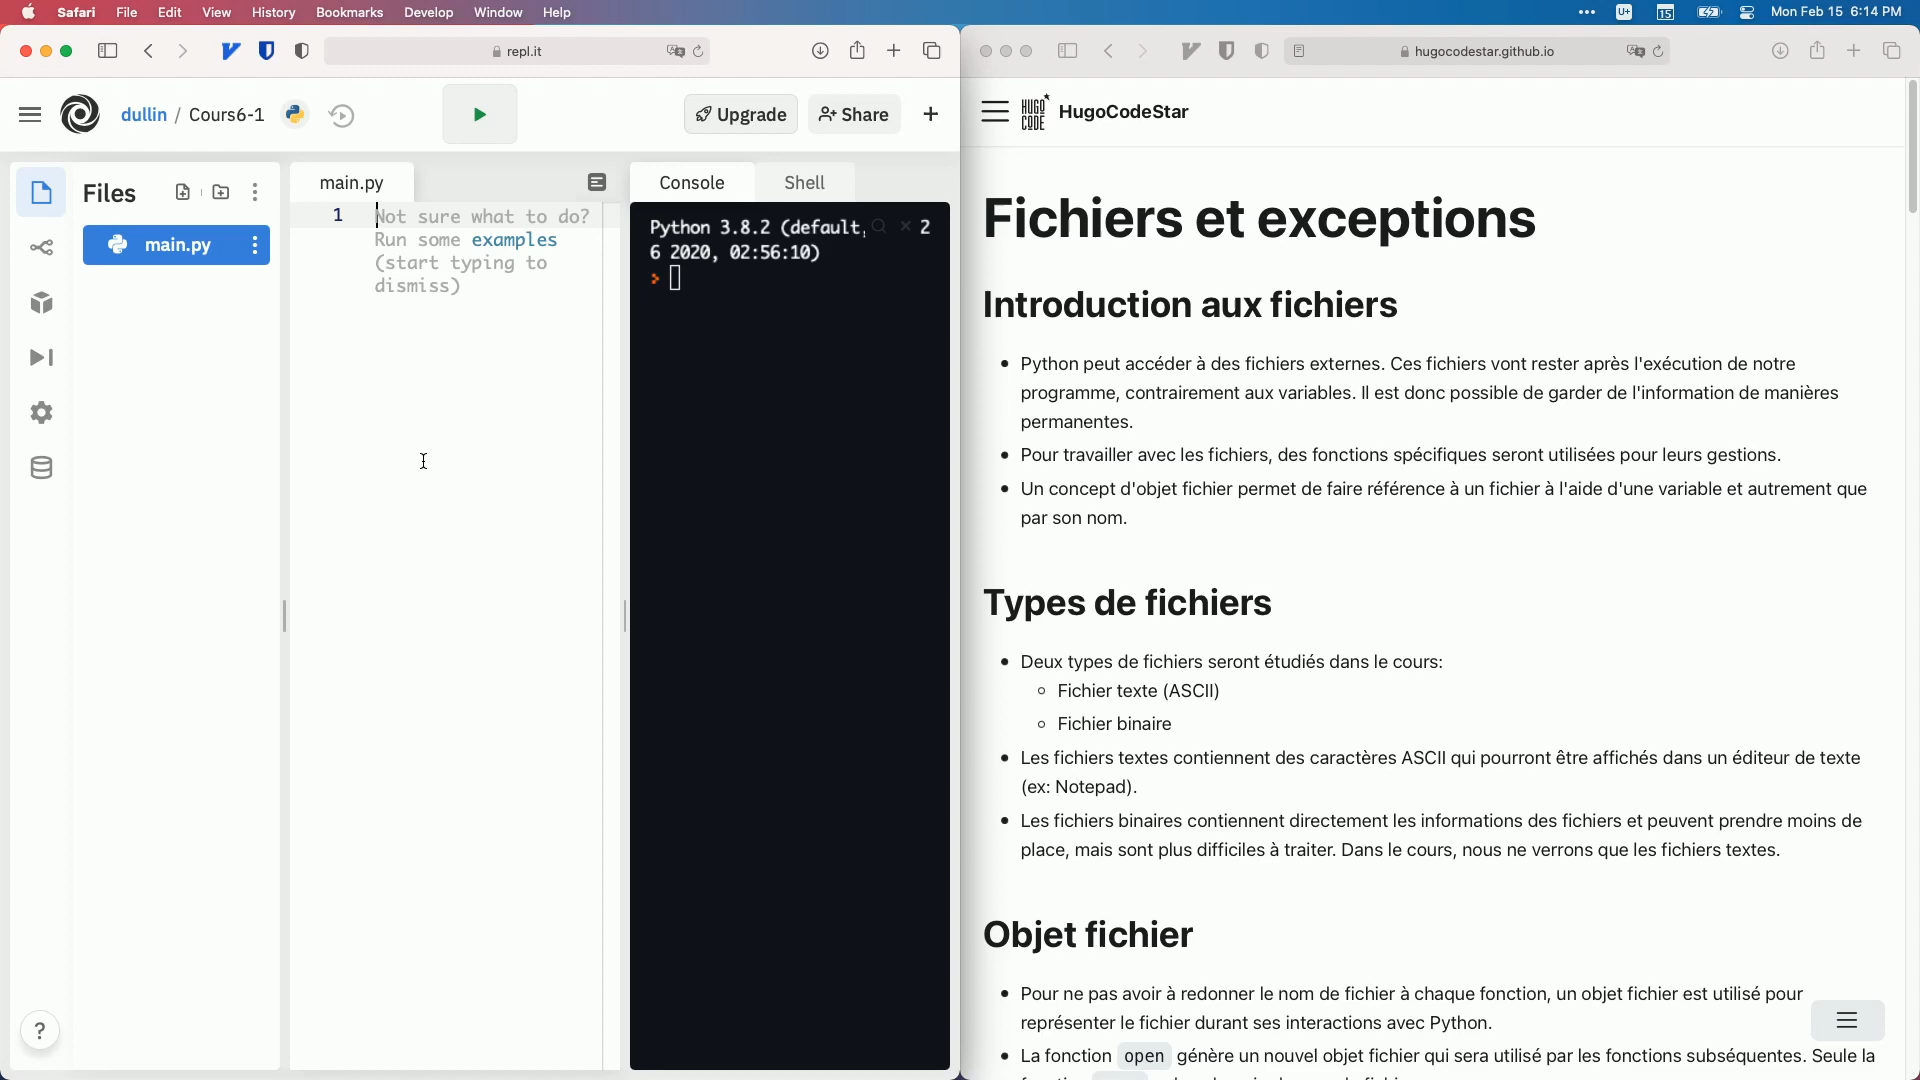 Safari File Edit View History Bookmarks Develop Window Help
U+ 15 Mon Feb 15 6:14 PM
repl.it
dullin / Cours6-1
Upgrade
Share
Files
main.py
main.py
1 Not sure what to do?
Run some examples
(start typing to
dismiss)
Console
Shell
Python 3.8.2 (default, 2
6 2020, 02:56:10)
?
hugocodestar.github.io
HUGO
CODE
HugoCodeStar
Fichiers et exceptions
Introduction aux fichiers
Python peut accéder à des fichiers externes. Ces fichiers vont rester après l'exécution de notre
programme, contrairement aux variables. Il est donc possible de garder de l'information de manières
permanentes.
Pour travailler avec les fichiers, des fonctions spécifiques seront utilisées pour leurs gestions.
Un concept d'objet fichier permet de faire référence à un fichier à l'aide d'une variable et autrement que
par son nom.
Types de fichiers
Deux types de fichiers seront étudiés dans le cours:
Fichier texte (ASCII)
Fichier binaire
Les fichiers textes contiennent des caractères ASCII qui pourront être affichés dans un éditeur de texte
(ex: Notepad).
Les fichiers binaires contiennent directement les informations des fichiers et peuvent prendre moins de
place, mais sont plus difficiles à traiter. Dans le cours, nous ne verrons que les fichiers textes.
Objet fichier
Pour ne pas avoir à redonner le nom de fichier à chaque fonction, un objet fichier est utilisé pour
représenter le fichier durant ses interactions avec Python.
La fonction open génère un nouvel objet fichier qui sera utilisé par les fonctions subséquentes. Seule la